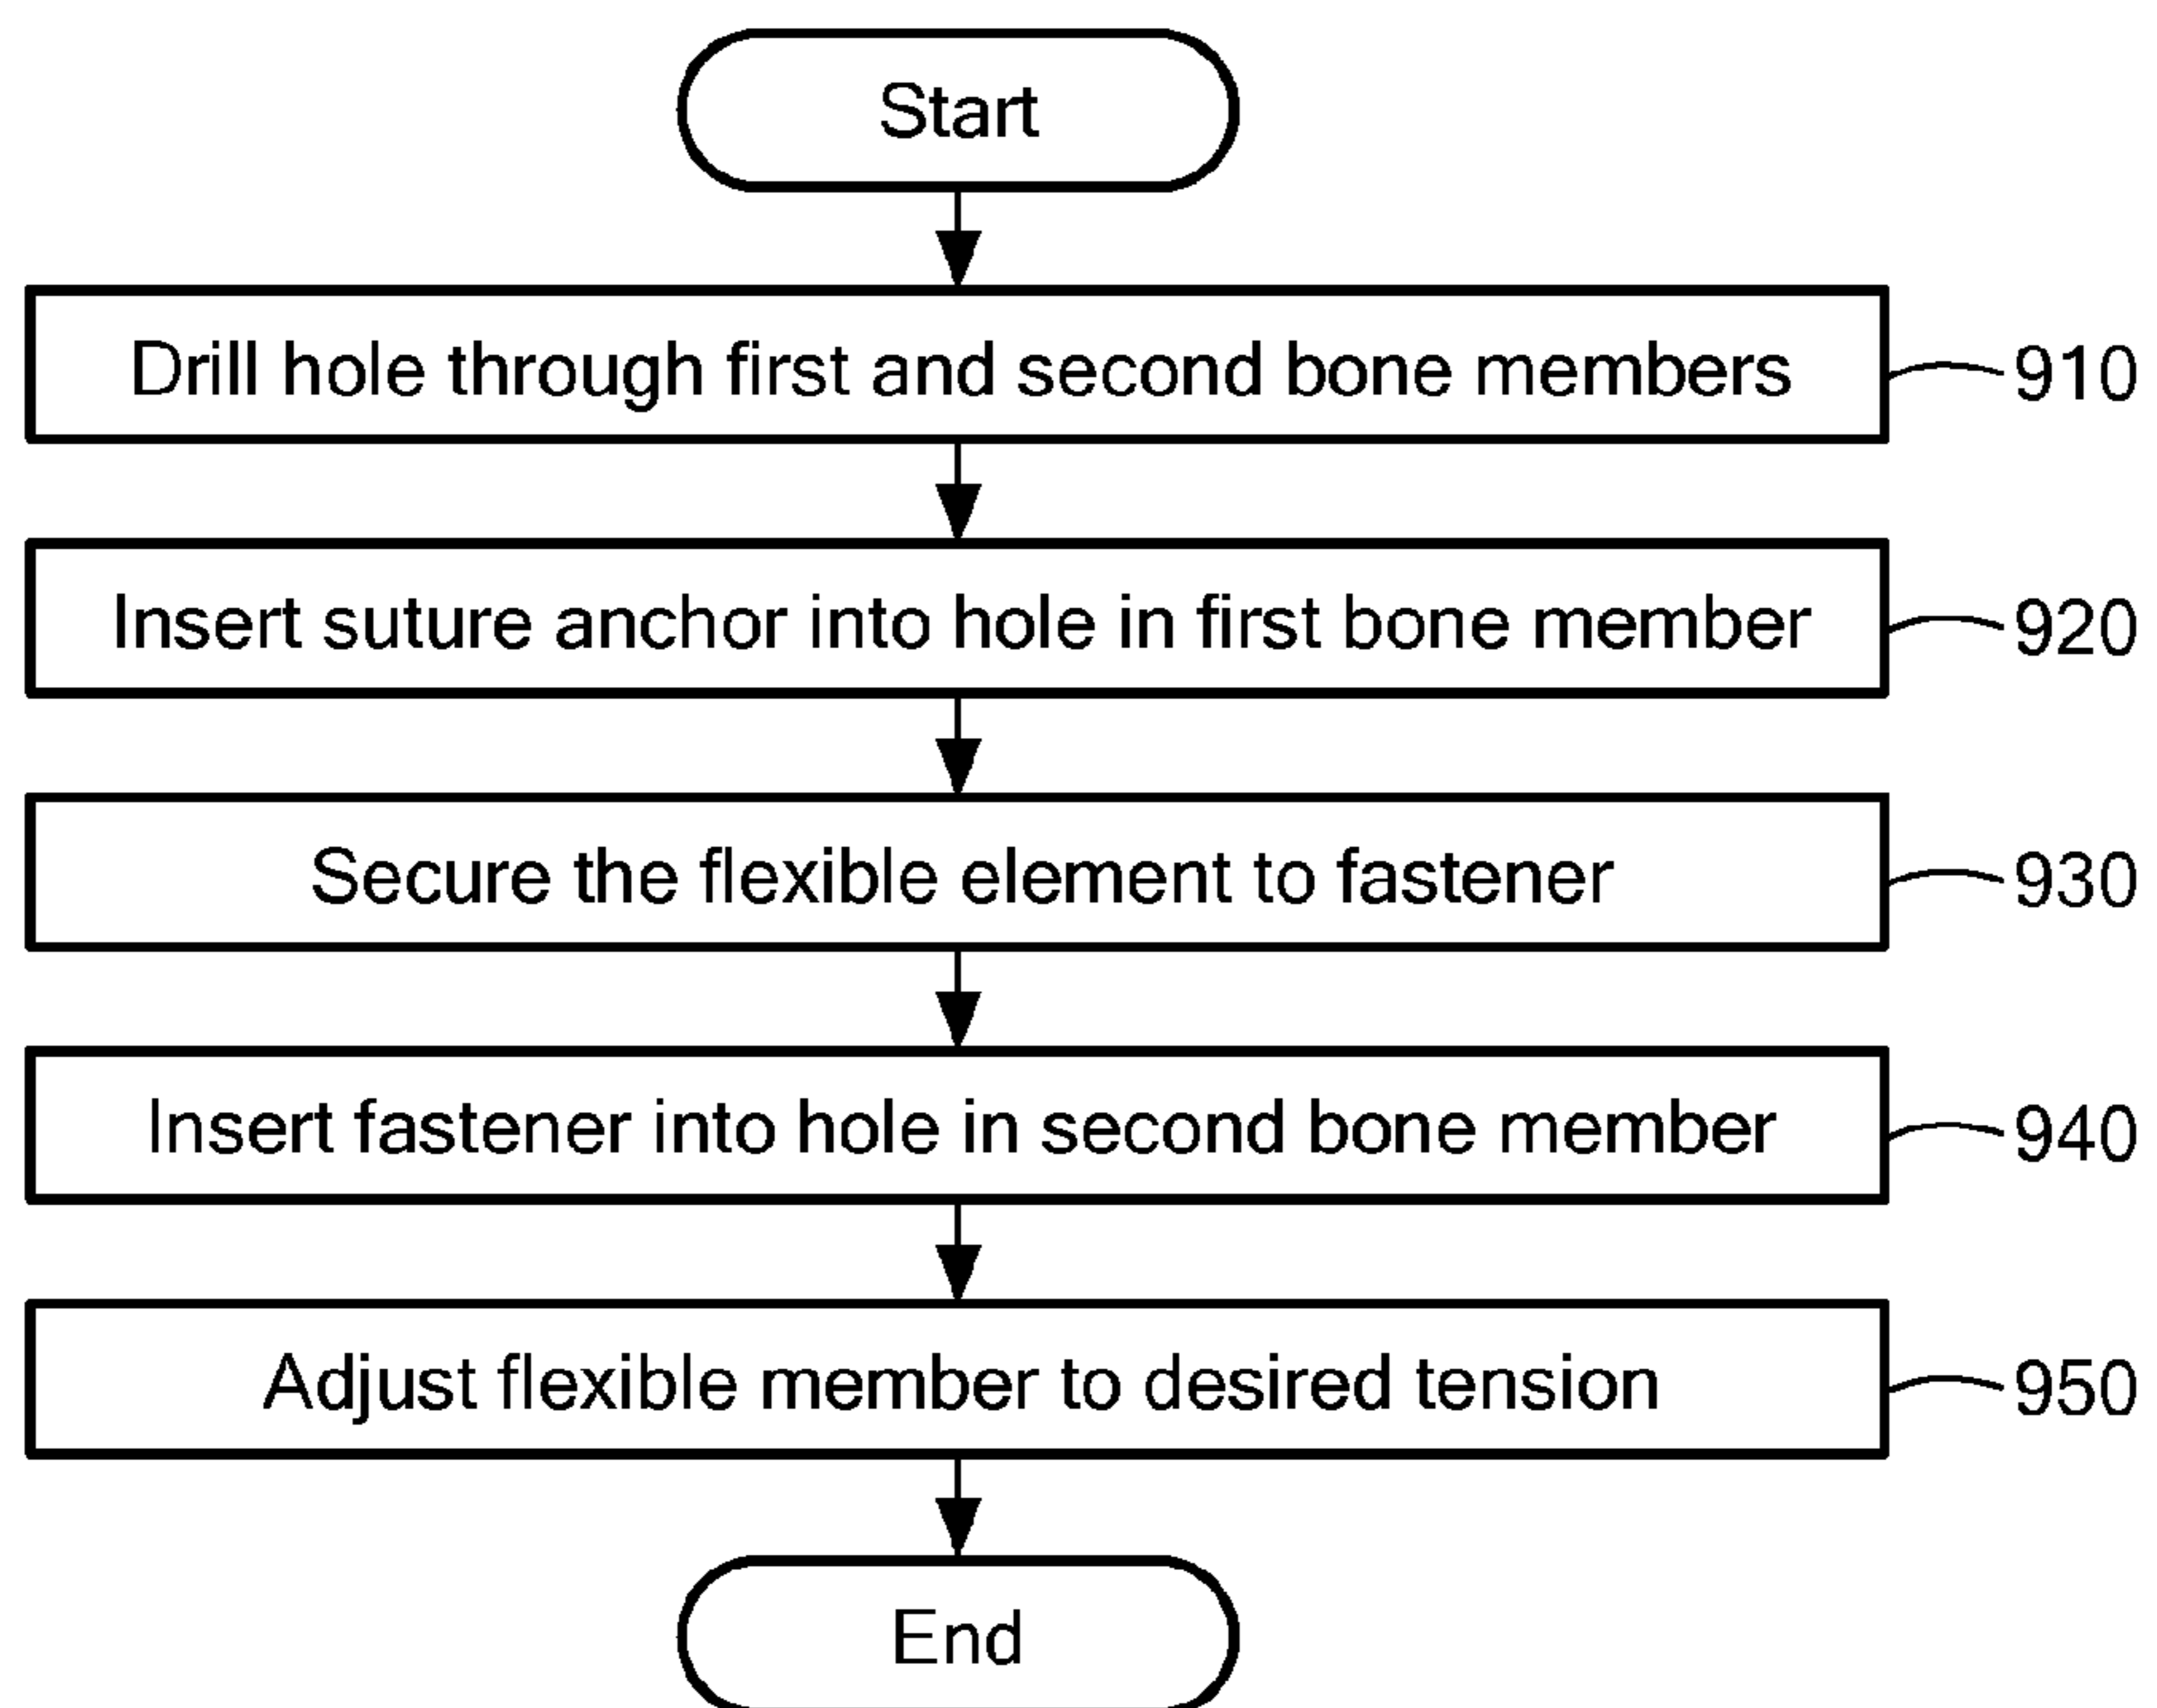 Start
Drill hole through first and second bone members
910
Insert suture anchor into hole in first bone member
920
Secure the flexible element to fastener
930
Insert fastener into hole in second bone member
940
Adjust flexible member to desired tension
950
End